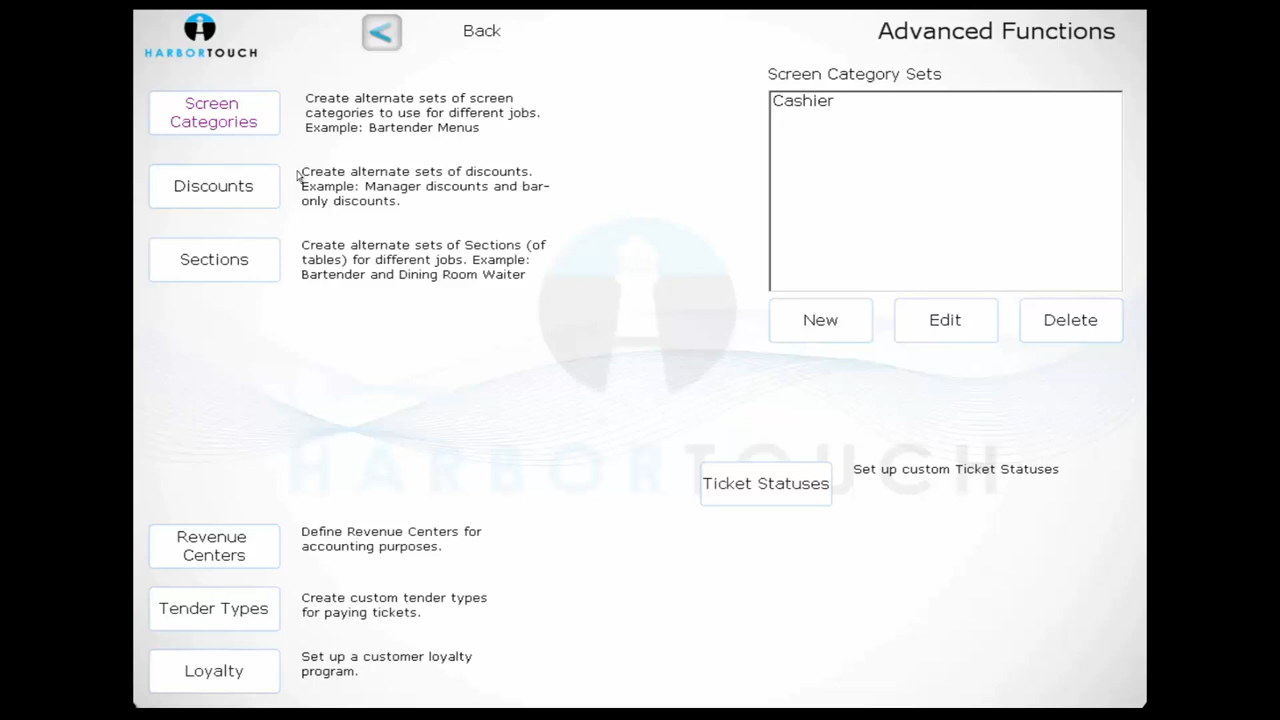 HARBORTOUCH
Back
Advanced Functions
Screen Category Sets
Cashier
Screen
Categories
Create alternate sets of screen
categories to use for different jobs.
Example: Bartender Menus
Discounts
Create alternate sets of discounts.
Example: Manager discounts and bar-
only discounts.
Sections
Create alternate sets of Sections (of
tables) for different jobs. Example:
Bartender and Dining Room Waiter
New
Edit
Delete
HARBORTOUCH
Ticket Statuses
Set up custom Ticket Statuses
Revenue
Centers
Define Revenue Centers for
accounting purposes.
Tender Types
Create custom tender types
for paying tickets.
Loyalty
Set up a customer loyalty
program.